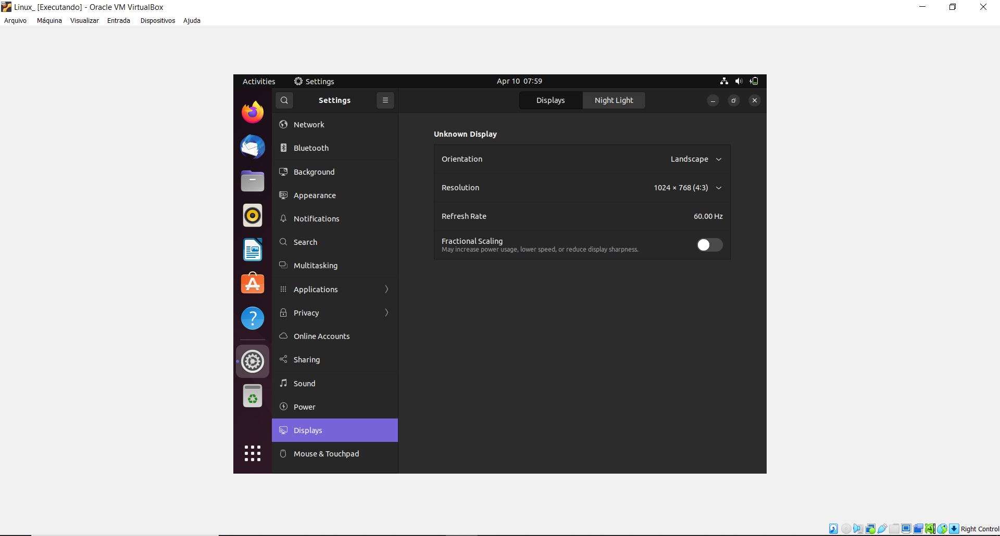 Linux_ [Executando] - Oracle VM VirtualBox
Arquivo Máquina Visualizar Entrada Dispositivos Ajuda
Activities Settings Apr 10 07:59
Settings Displays Night Light
Network
Bluetooth
Background
Appearance
Notifications
Search
Multitasking
Applications
Privacy
Online Accounts
Sharing
Sound
Power
Displays
Mouse & Touchpad
Unknown Display
Orientation Landscape
Resolution 1024 × 768 (4:3)
Refresh Rate 60.00 Hz
Fractional Scaling
May increase power usage, lower speed, or reduce display sharpness.
Right Control